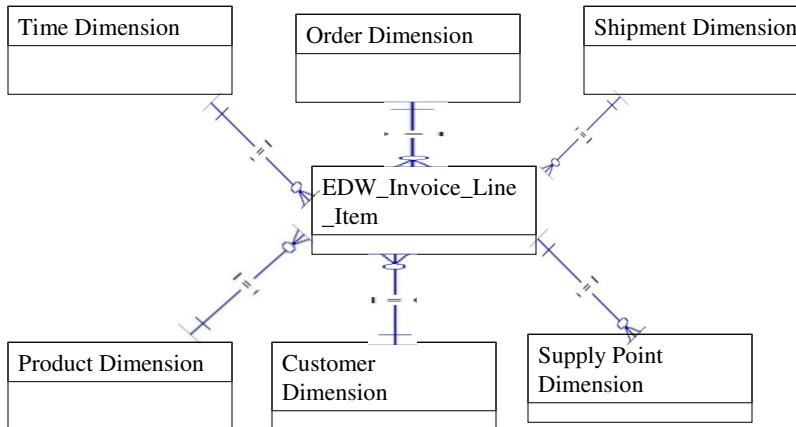 Time Dimension
Order Dimension
Shipment Dimension
EDW_Invoice_Line
_Item
Product Dimension
Customer
Dimension
Supply Point
Dimension